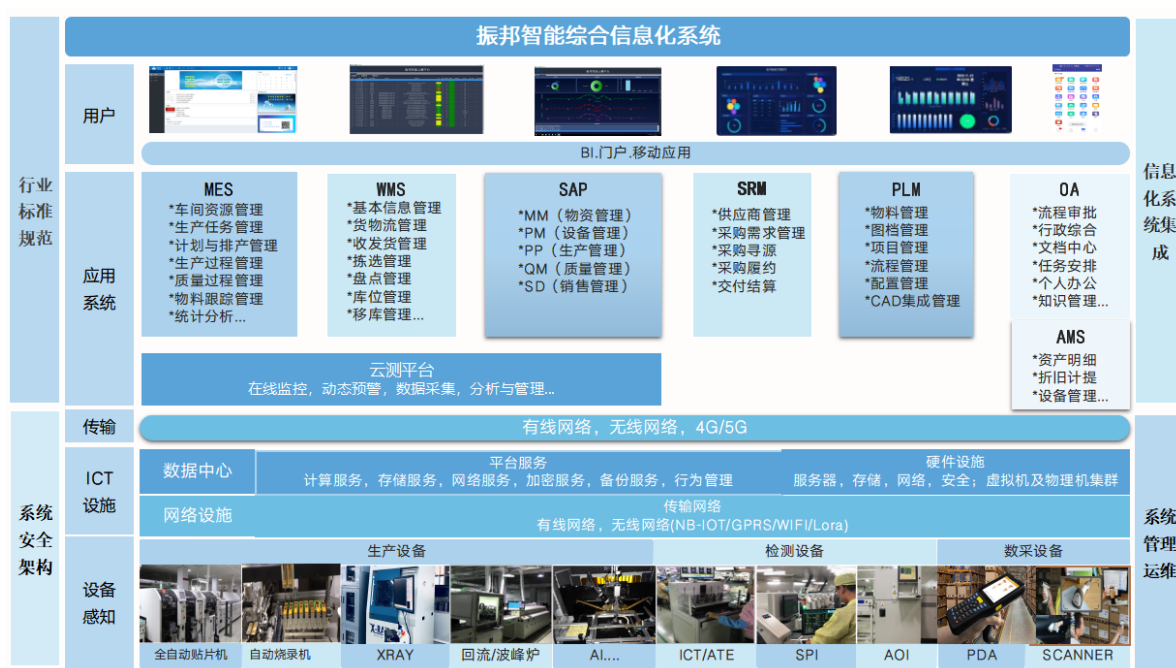 振邦智能综合信息化系统
行业
标准
规范
用户
BI.门户.移动应用
信息
化系
统集
成
应用
系统
MES
*车间资源管理
*生产任务管理
*计划与排产管理
*生产过程管理
*质量过程管理
*物料跟踪管理
*统计分析...
WMS
*基本信息管理
*货物流管理
*收发货管理
*拣选管理
*盘点管理
*库位管理
*移库管理...
SAP
*MM（物资管理）
*PM（设备管理）
*PP（生产管理）
*QM（质量管理）
*SD（销售管理）
SRM
*供应商管理
*采购需求管理
*采购寻源
*采购履约
*交付结算
PLM
*物料管理
*图档管理
*项目管理
*流程管理
*配置管理
*CAD集成管理
OA
*流程审批
*行政综合
*文档中心
*任务安排
*个人办公
*知识管理...
AMS
*资产明细
*折旧计提
*设备管理...
云测平台
在线监控，动态预警，数据采集，分析与管理...
系统
安全
架构
传输
有线网络，无线网络，4G/5G
ICT
设施
数据中心
平台服务
计算服务，存储服务，网络服务，加密服务，备份服务，行为管理
硬件设施
服务器，存储，网络，安全；虚拟机及物理机集群
网络设施
传输网络
有线网络，无线网络(NB-IOT/GPRS/WIFI/Lora)
系统
管理
运维
设备
感知
生产设备
检测设备
数采设备
全自动贴片机
自动烧录机
XRAY
回流/波峰炉
AI....
ICT/ATE
SPI
AOI
PDA
SCANNER